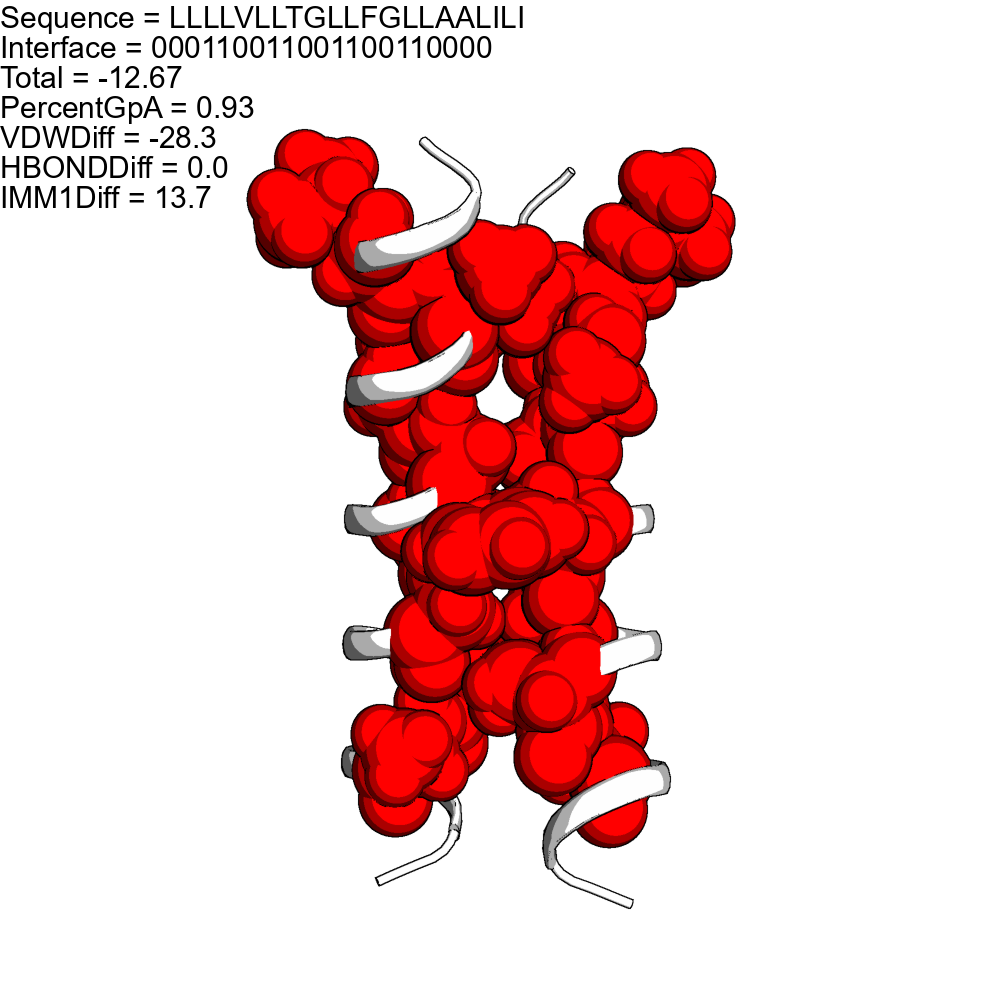 Sequence = LLLLVLLTGLLFGLLAALILI
Interface = 000110011001100110000
Total = -12.67
PercentGpA = 0.93
VDWDiff = -28.3
HBONDDiff = 0.0
IMM1Diff = 13.7